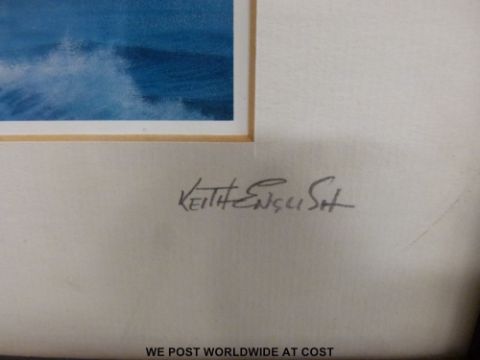 KEITH ENGLISH
WE POST WORLDWIDE AT COST